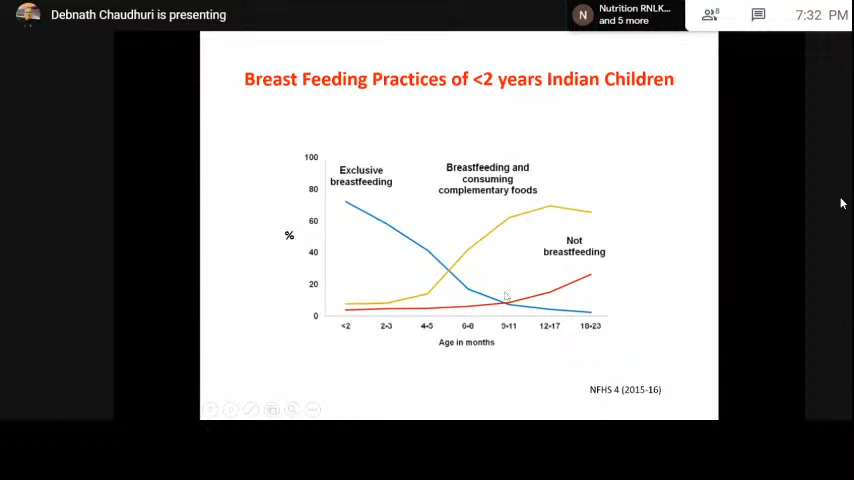 Debnath Chaudhuri is presenting
N
Nutrition RNLK...
and 5 more
8
7:32 PM
Breast Feeding Practices of <2 years Indian Children
Exclusive
breastfeeding
Breastfeeding and
consuming
complementary foods
Not
breastfeeding
%
100
80
60
40
20
0
<2 2-3 4-5 6-8 9-11 12-17 18-23
Age in months
NFHS 4 (2015-16)